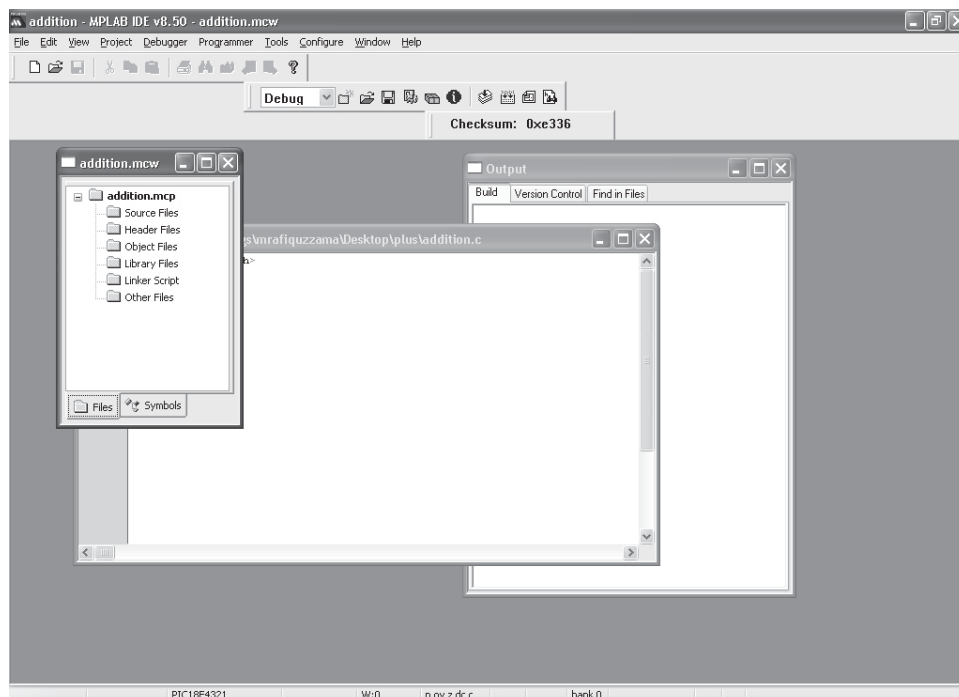 addition - MPLAB IDE v8.50 - addition.mcw
File Edit View Project Debugger Programmer Tools Configure Window Help
Debug
Checksum: 0xe336
addition.mcw
addition.mcp
Source Files
Header Files
Object Files
Library Files
Linker Script
Other Files
Files Symbols
gs\mrafiquzzama\Desktop\plus\addition.c
h>
Output
Build Version Control Find in Files
PIC18F4321 W:0 n ov z dc c bank 0